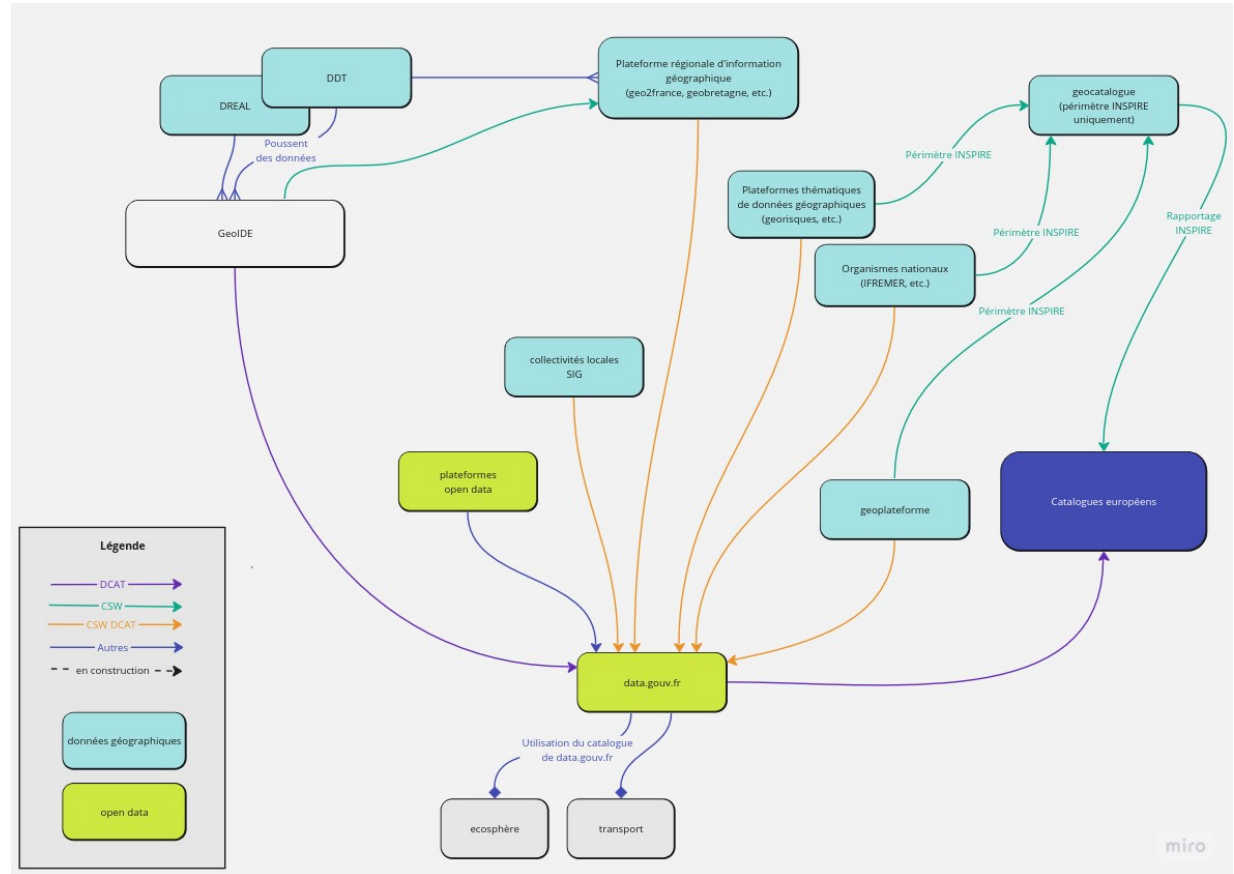 DDT
DREAL
Plateforme régionale d'information
géographique
(geo2france, geobretagne, etc.)
geocatalogue
(périmètre INSPIRE
uniquement)
Poussent
des données
Périmètre INSPIRE
Plateformes thématiques
de données géographiques
(georisques, etc.)
GeoIDE
Périmètre INSPIRE
Rapportage
INSPIRE
Organismes nationaux
(IFREMER, etc.)
Périmètre INSPIRE
collectivités locales
SIG
plateformes
open data
geoplateforme
Catalogues européens
Légende
DCAT
CSW
CSW DCAT
Autres
en construction
données géographiques
open data
data.gouv.fr
Utilisation du catalogue
de data.gouv.fr
ecosphère
transport
miro